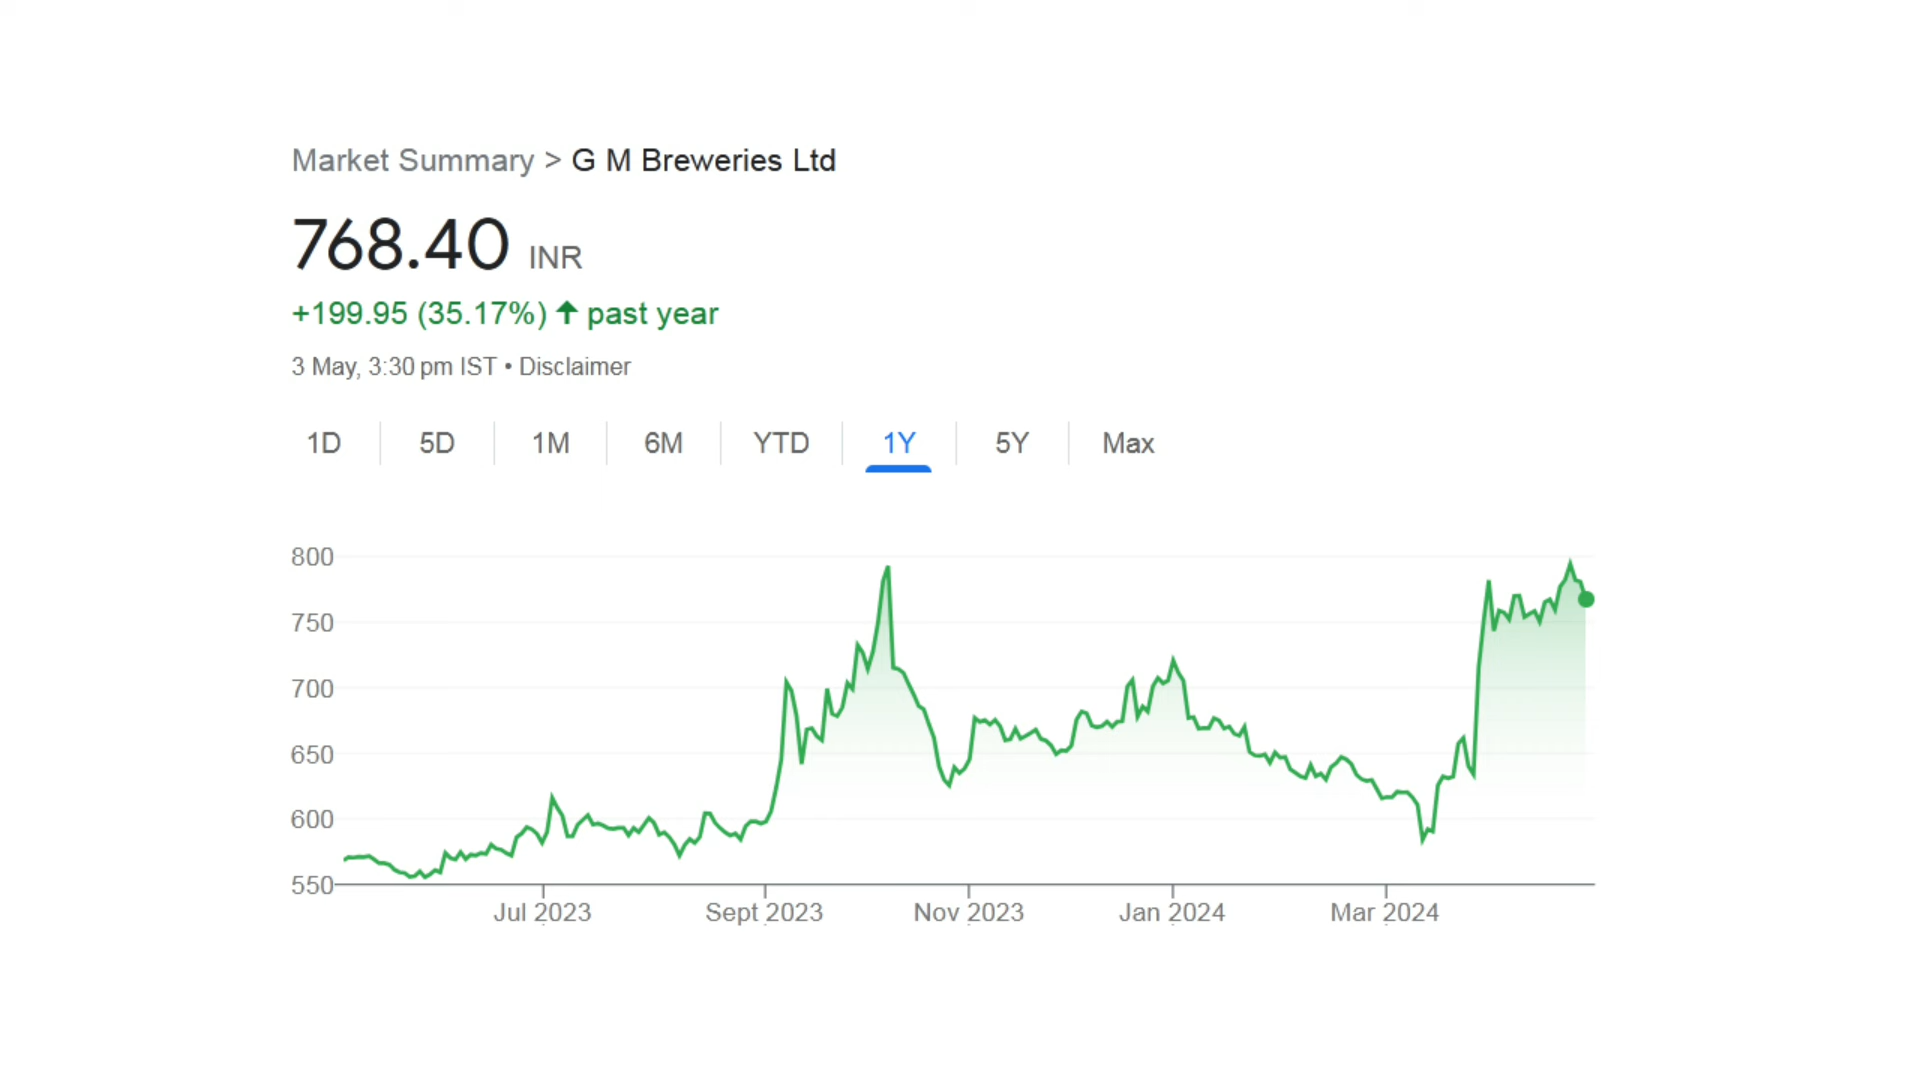 Market Summary > G M Breweries Ltd
768.40 INR
+199.95 (35.17%) ↑ past year
3 May, 3:30 pm IST • Disclaimer
1D 5D 1M 6M YTD 1Y 5Y Max
800
750
700
650
600
550
Jul 2023 Sept 2023 Nov 2023 Jan 2024 Mar 2024